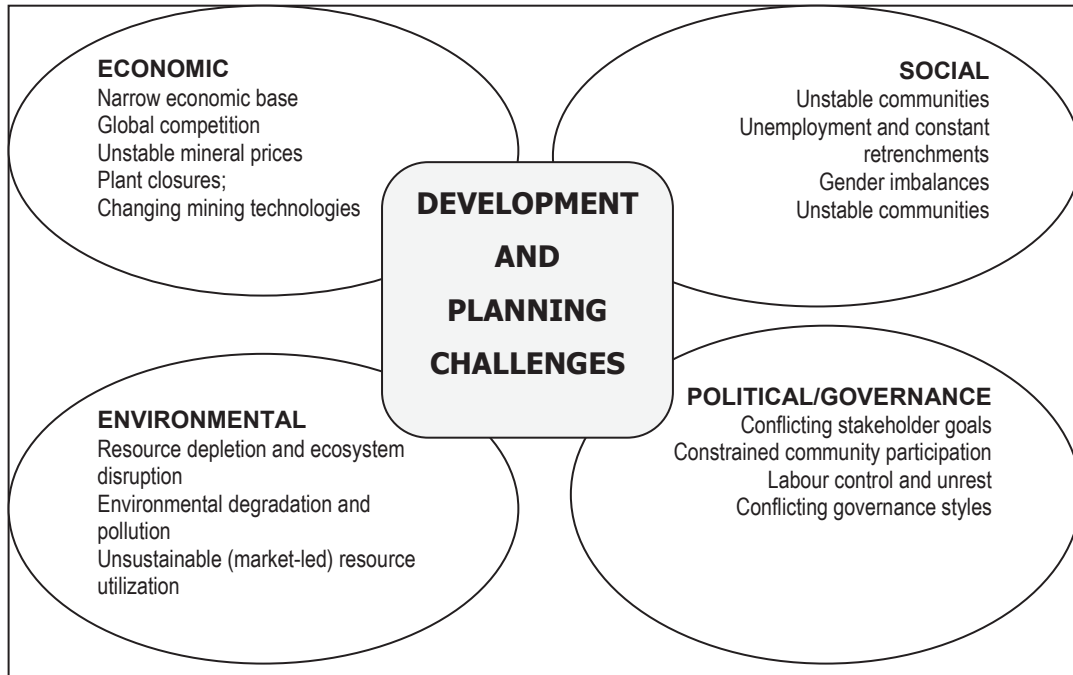 ECONOMIC
Narrow economic base
Global competition
Unstable mineral prices
Plant closures;
Changing mining technologies
SOCIAL
Unstable communities
Unemployment and constant
retrenchments
Gender imbalances
Unstable communities
DEVELOPMENT
AND
PLANNING
CHALLENGES
ENVIRONMENTAL
Resource depletion and ecosystem
disruption
Environmental degradation and
pollution
Unsustainable (market-led) resource
utilization
POLITICAL/GOVERNANCE
Conflicting stakeholder goals
Constrained community participation
Labour control and unrest
Conflicting governance styles